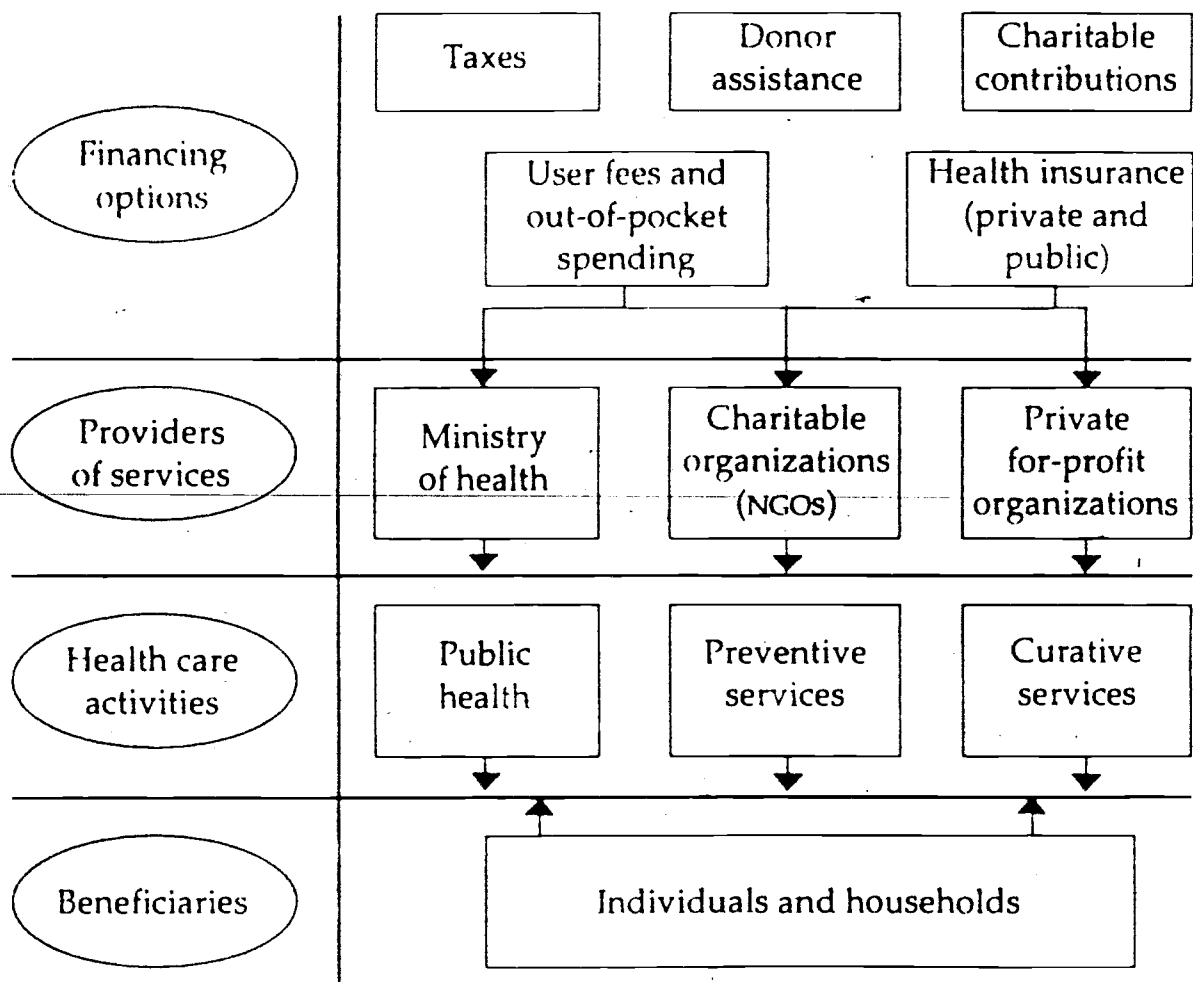 Taxes
Donor
assistance
Charitable
contributions
Financing
options
User fees and
out-of-pocket
spending
Health insurance
(private and
public)
Providers
of services
Ministry
of health
Charitable
organizations
(NGOs)
Private
for-profit
organizations
Health care
activities
Public
health
Preventive
services
Curative
services
Beneficiaries
Individuals and households